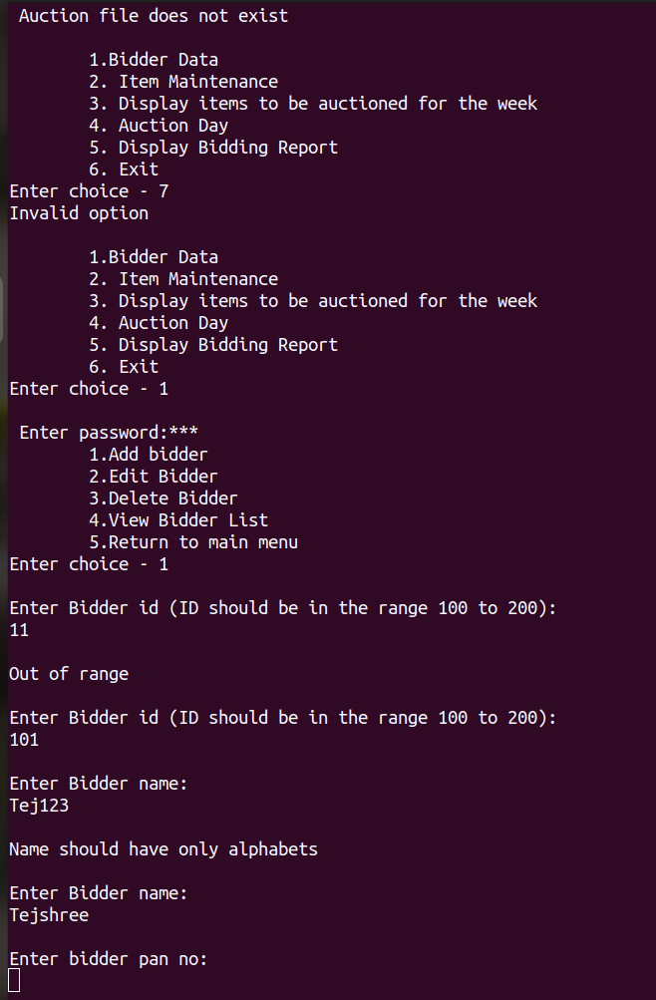 Auction file does not exist
1.Bidder Data
2. Item Maintenance
3. Display items to be auctioned for the week
4. Auction Day
5. Display Bidding Report
6. Exit
Enter choice - 7
Invalid option
1.Bidder Data
2. Item Maintenance
3. Display items to be auctioned for the week
4. Auction Day
5. Display Bidding Report
6. Exit
Enter choice - 1
Enter password:***
1.Add bidder
2.Edit Bidder
3.Delete Bidder
4.View Bidder List
5.Return to main menu
Enter choice - 1
Enter Bidder id (ID should be in the range 100 to 200):
11
Out of range
Enter Bidder id (ID should be in the range 100 to 200):
101
Enter Bidder name:
Tej123
Name should have only alphabets
Enter Bidder name:
Tejshree
Enter bidder pan no: